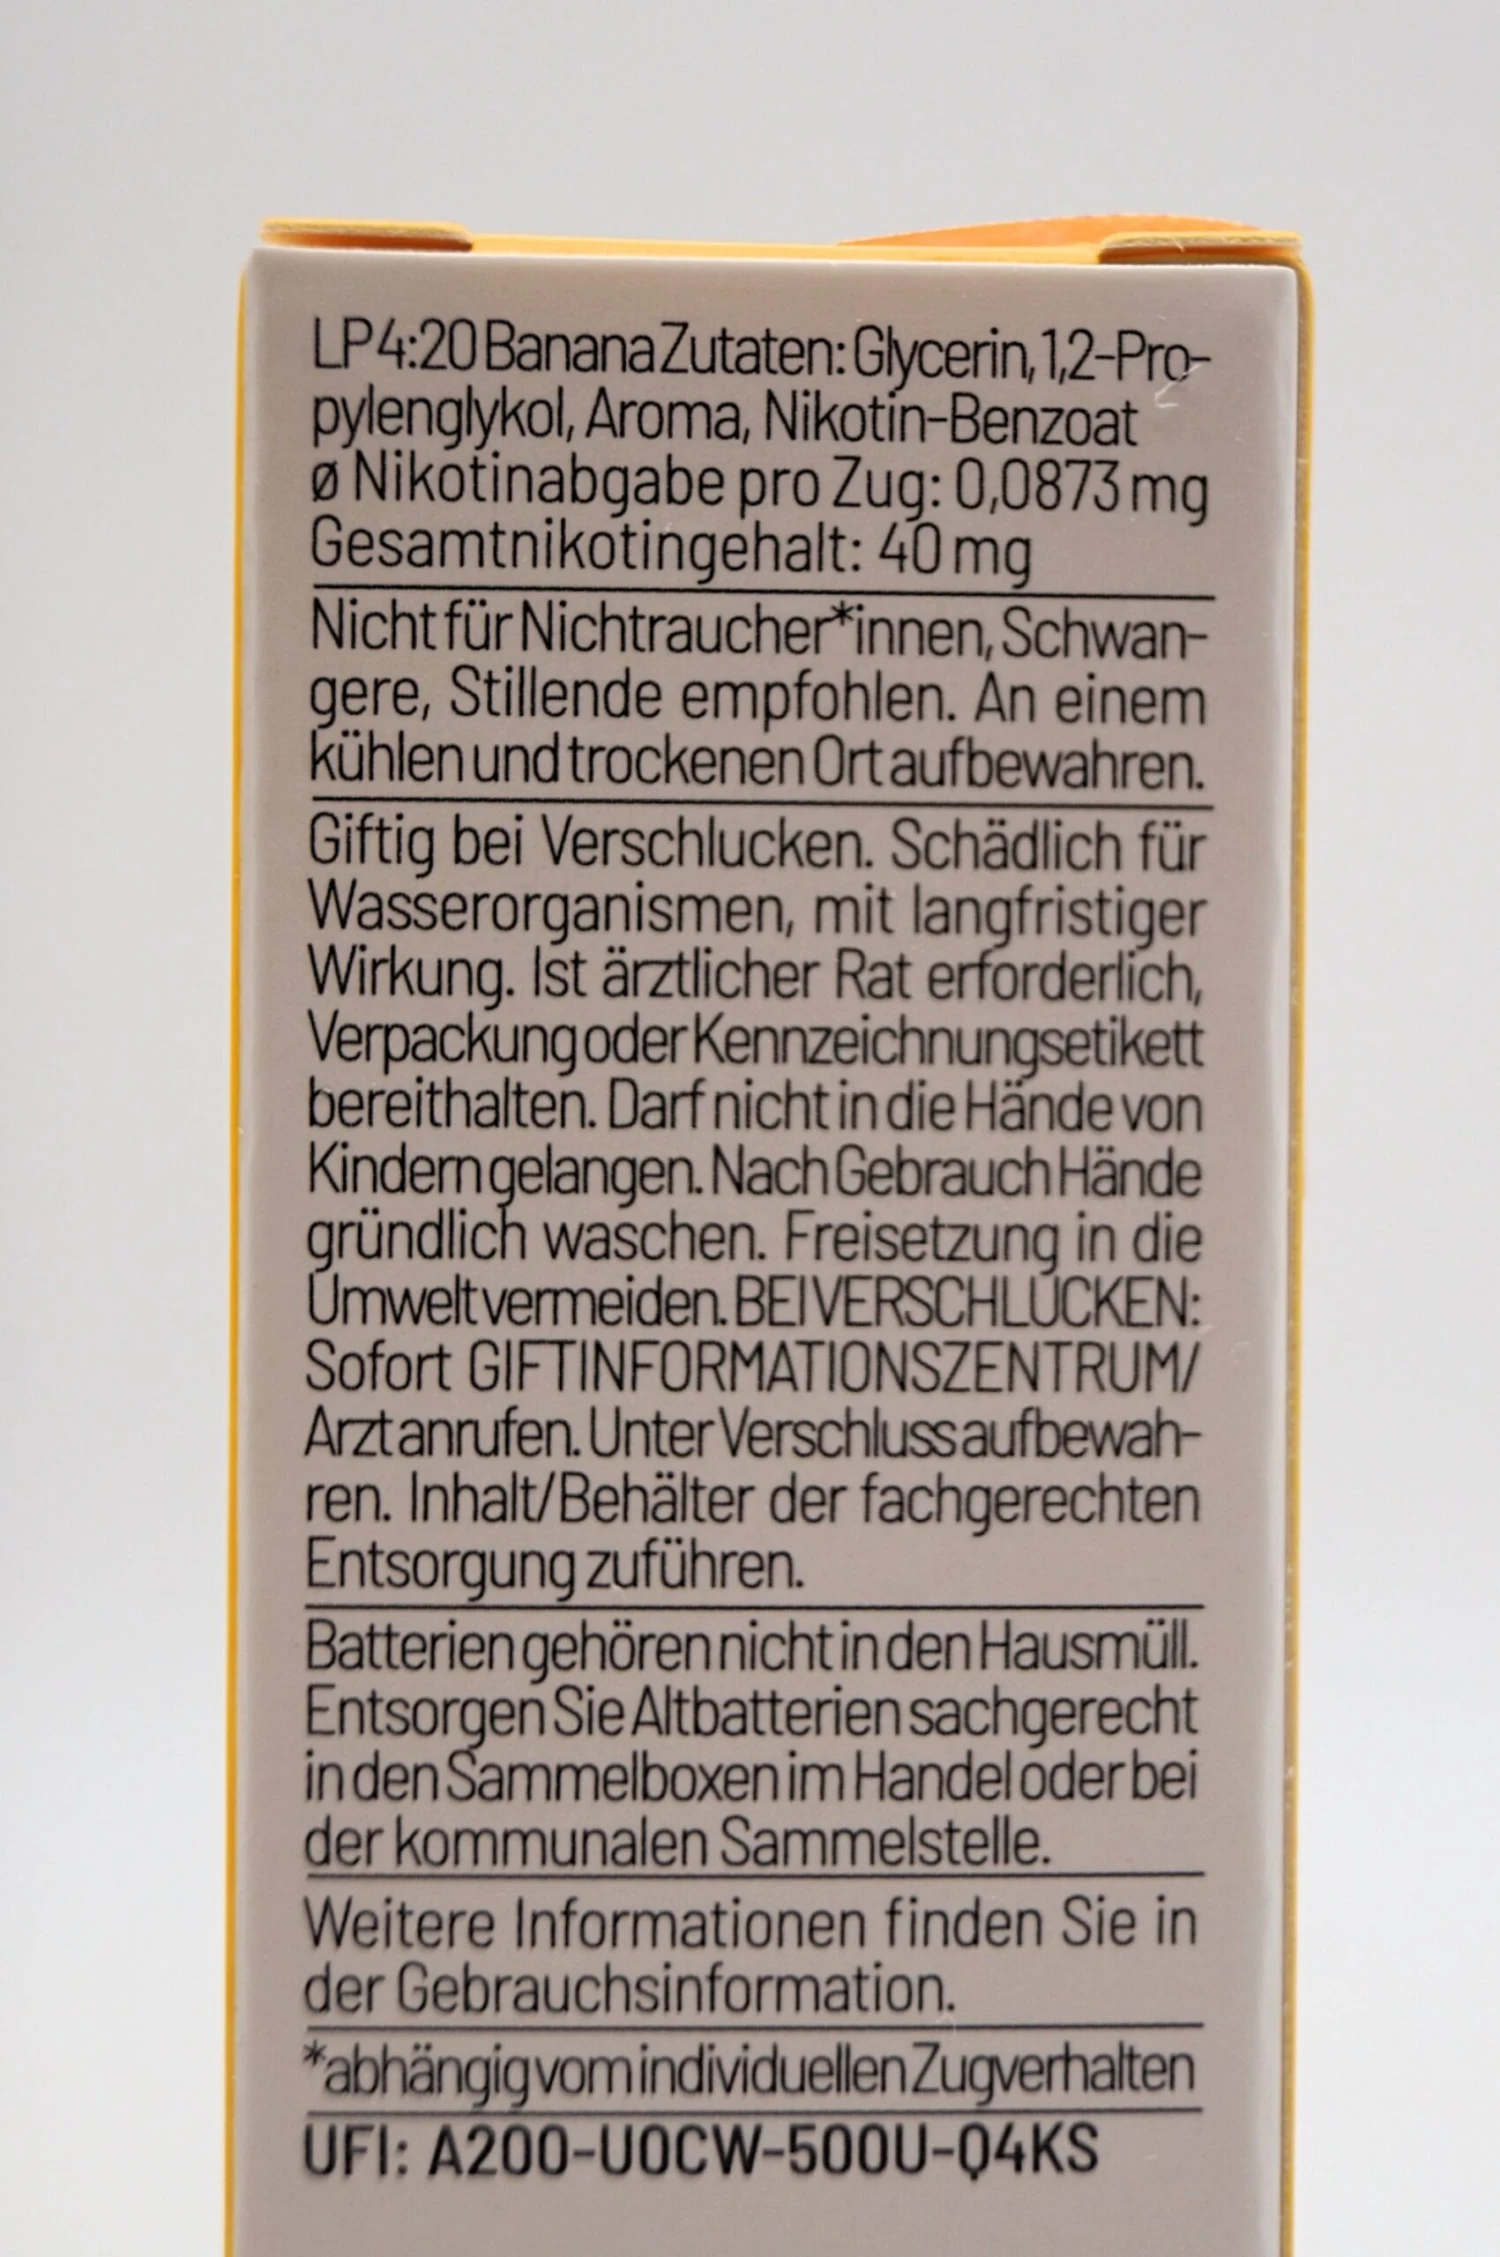 LP 4:20 Banana Zutaten: Glycerin, 1,2-Pro-
pylenglykol, Aroma, Nikotin-Benzoat
ø Nikotinabgabe pro Zug: 0,0873 mg
Gesamtnikotingehalt: 40 mg
Nicht für Nichtraucher*innen, Schwan-
gere, Stillende empfohlen. An einem
kühlen und trockenen Ort aufbewahren.
Giftig bei Verschlucken. Schädlich für
Wasserorganismen, mit langfristiger
Wirkung. Ist ärztlicher Rat erforderlich,
Verpackung oder Kennzeichnungsetikett
bereithalten. Darf nicht in die Hände von
Kindern gelangen. Nach Gebrauch Hände
gründlich waschen. Freisetzung in die
Umwelt vermeiden. BEI VERSCHLUCKEN:
Sofort GIFTINFORMATIONSZENTRUM/
Arzt anrufen. Unter Verschluss aufbewah-
ren. Inhalt/Behälter der fachgerechten
Entsorgung zuführen.
Batterien gehören nicht in den Hausmüll.
Entsorgen Sie Altbatterien sachgerecht
in den Sammelboxen im Handel oder bei
der kommunalen Sammelstelle.
Weitere Informationen finden Sie in
der Gebrauchsinformation.
*abhängig vom individuellen Zugverhalten
UFI: A200-U0CW-500U-Q4KS